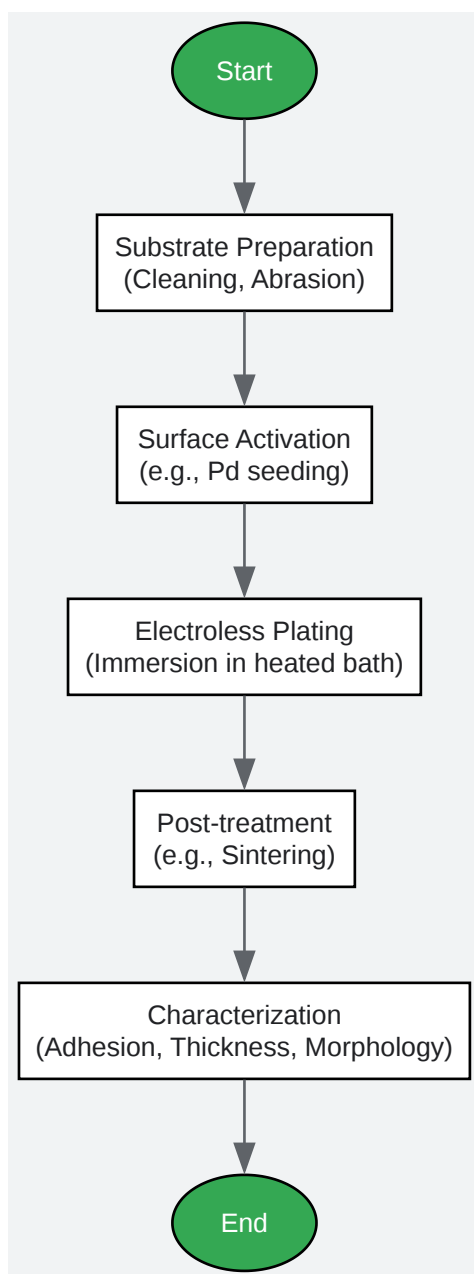 Start
Substrate Preparation
(Cleaning, Abrasion)
Surface Activation
(e.g., Pd seeding)
Electroless Plating
(Immersion in heated bath)
Post-treatment
(e.g., Sintering)
Characterization
(Adhesion, Thickness, Morphology)
End